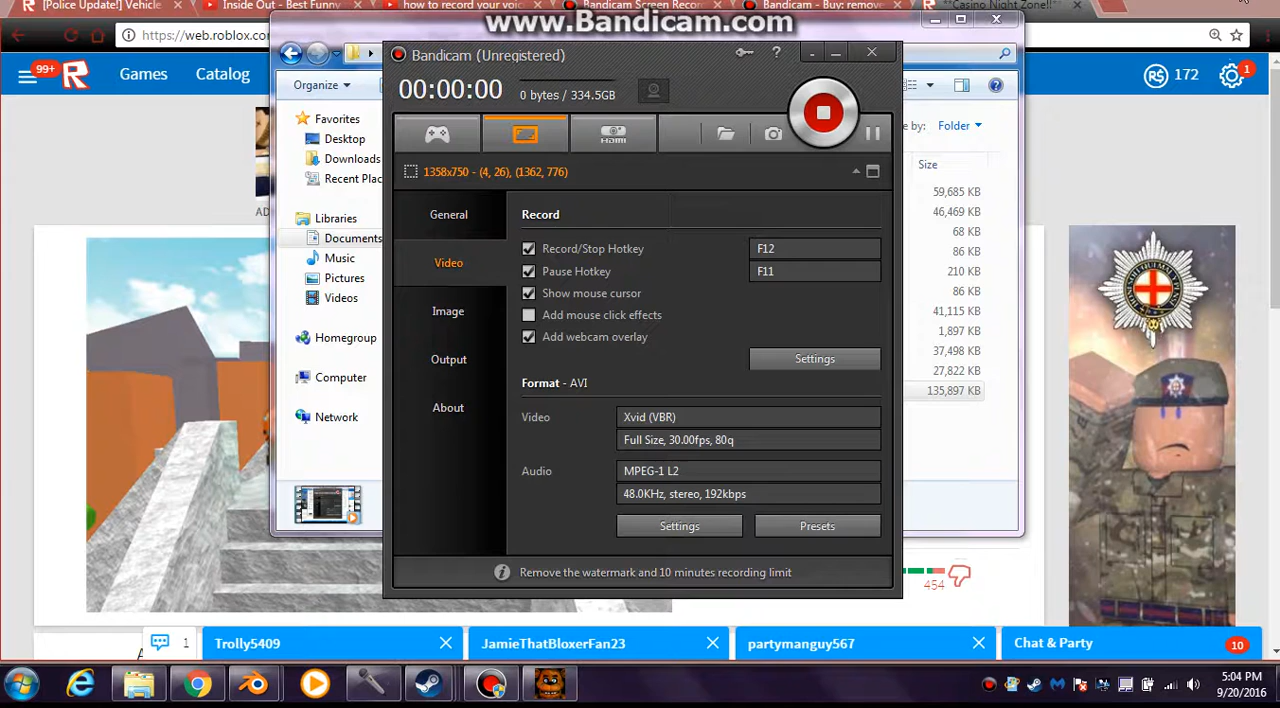 [Police Update!] Vehicle
Inside Out - Best Funny
how to record your voic
Bandicam Screen Recor
Bandicam - Buy: remove
**Casino Night Zone!!*
www.Bandicam.com
https://web.roblox.co
99+
Games
Catalog
R$ 172
1
Organize
Favorites
Desktop
Downloads
Recent Plac
Libraries
Documents
Music
Pictures
Videos
Homegroup
Computer
Network
e by: Folder
Size
59,685 KB
46,469 KB
68 KB
86 KB
210 KB
86 KB
41,115 KB
1,897 KB
37,498 KB
27,822 KB
135,897 KB
Bandicam (Unregistered)
?
00:00:00
0 bytes / 334.5GB
HDMI
1358x750 - (4, 26), (1362, 776)
General
Video
Image
Output
About
Record
Record/Stop Hotkey
F12
Pause Hotkey
F11
Show mouse cursor
Add mouse click effects
Add webcam overlay
Settings
Format - AVI
Video
Xvid (VBR)
Full Size, 30.00fps, 80q
Audio
MPEG-1 L2
48.0KHz, stereo, 192kbps
Settings
Presets
Remove the watermark and 10 minutes recording limit
454
1
Trolly5409
JamieThatBloxerFan23
partymanguy567
Chat & Party
10
5:04 PM
9/20/2016